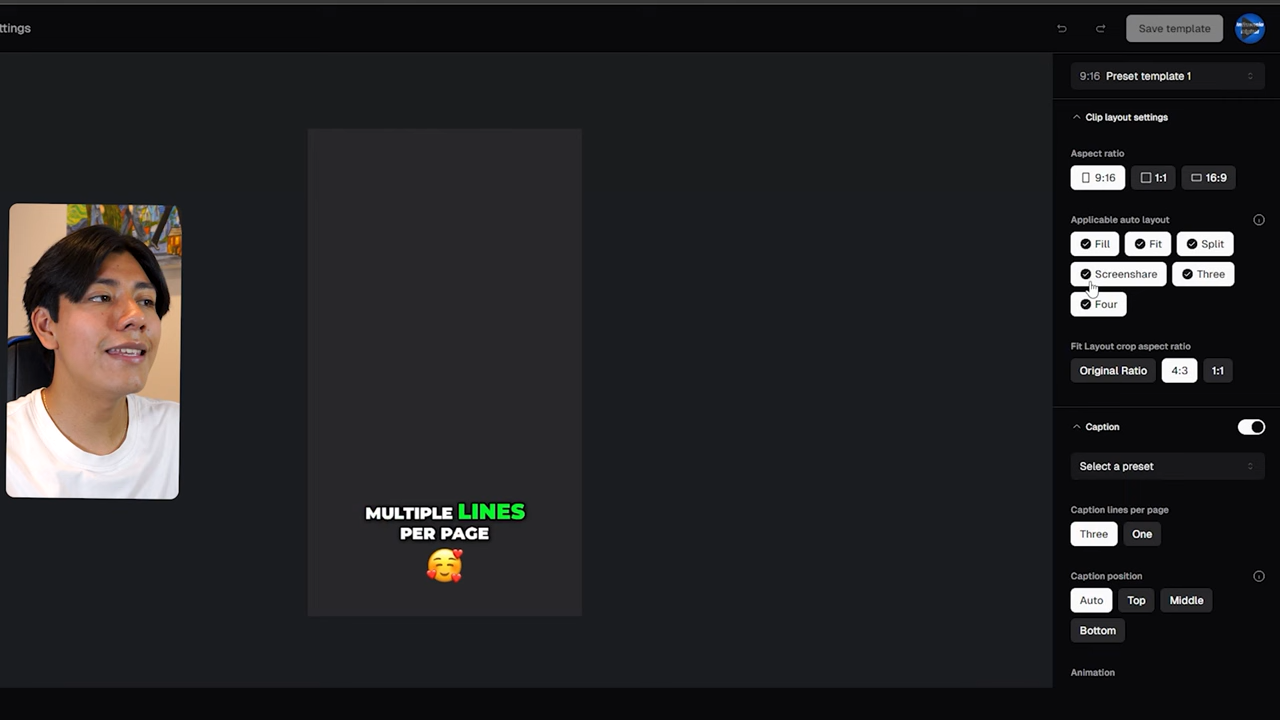 ttings
Save template
9:16 Preset template 1
Clip layout settings
Aspect ratio
9:16 1:1 16:9
Applicable auto layout
Fill Fit Split
Screenshare Three
Four
Fit Layout crop aspect ratio
Original Ratio 4:3 1:1
Caption
Select a preset
Caption lines per page
Three One
Caption position
Auto Top Middle
Bottom
Animation
MULTIPLE LINES
PER PAGE